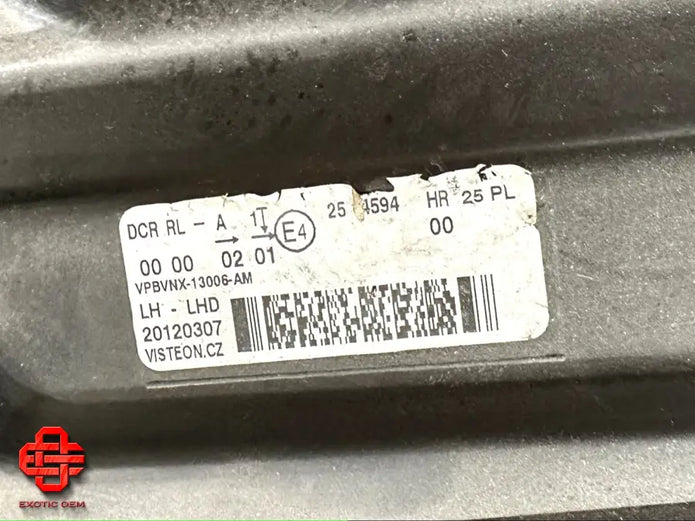 DCR RL - A 1 E4 25 4594 HR 25 PL
00 00 02 01 00
VPBVNX-13006-AM
LH - LHD
20120307
VISTEON.CZ
EXOTIC OEM